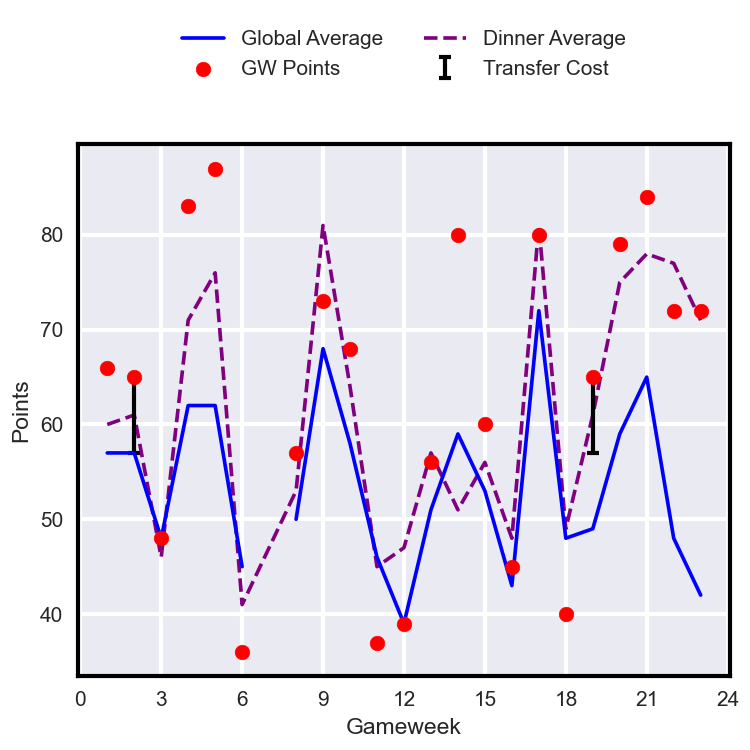 Global Average
Dinner Average
GW Points
Transfer Cost
80
70
60
50
40
Points
0 3 6 9 12 15 18 21 24
Gameweek